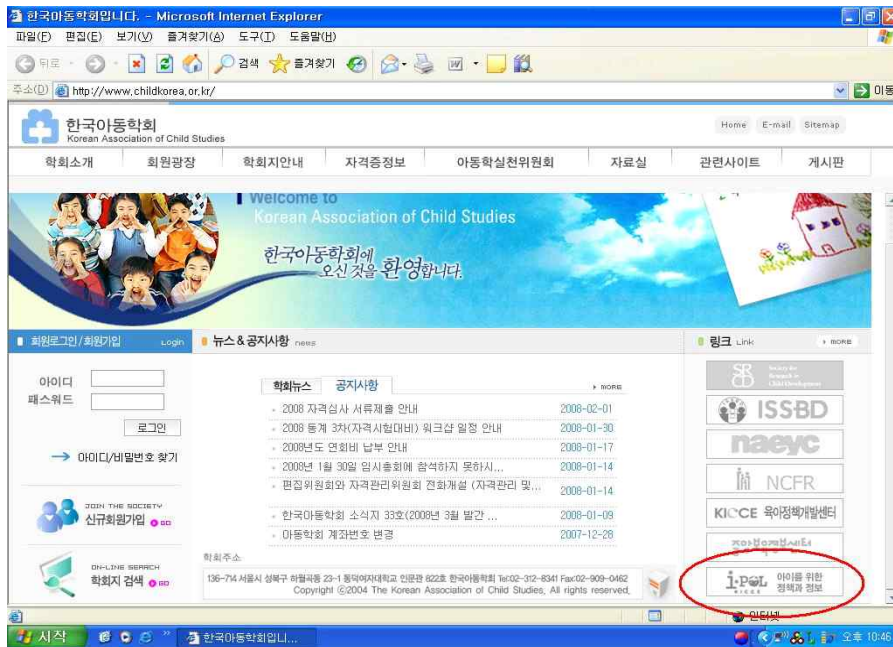 한국아동학회입니다. - Microsoft Internet Explorer
파일(F) 편집(E) 보기(V) 즐겨찾기(A) 도구(T) 도움말(H)
뒤로 검색 즐겨찾기
주소(D) http://www.childkorea.or.kr/ 이동
한국아동학회
Korean Association of Child Studies
Home E-mail Sitemap
학회소개 회원광장 학회지안내 자격증정보 아동학실천위원회 자료실 관련사이트 게시판
Welcome to
Korean Association of Child Studies
한국아동학회에
오신것을 환영합니다.
회원로그인/회원가입 Login
뉴스&공지사항 news
링크 Link MORE
아이디
패스워드
로그인
아이디/비밀번호 찾기
JOIN THE SOCIETY
신규회원가입 GO
ON-LINE SEARCH
학회지 검색 GO
학회뉴스 공지사항 MORE
2008 자격심사 서류제출 안내 2008-02-01
2008 동계 3차(자격시험대비) 워크샵 일정 안내 2008-01-30
2008년도 연회비 납부 안내 2008-01-17
2008년 1월 30일 임시총회에 참석하지 못하시... 2008-01-14
편집위원회와 자격관리위원회 전화개설 (자격관리 및... 2008-01-14
한국아동학회 소식지 33호(2008년 3월 발간 ... 2008-01-09
아동학회 계좌번호 변경 2007-12-28
학회주소
136-714 서울시 성북구 하월곡동 23-1 동덕여자대학교 인문관 822호 한국아동학회 Tel:02-312-8341 Fax:02-909-0462
Copyright ⓒ2004 The Korean Association of Child Studies, All rights reserved.
Society for
Research in
Child Development
ISSBD
naeyc
NCFR
KICCE 육아정책개발센터
i·PoL 아이를 위한
KICCE 정책과 정보
인터넷
시작 한국아동학회입니... 오후 10:46